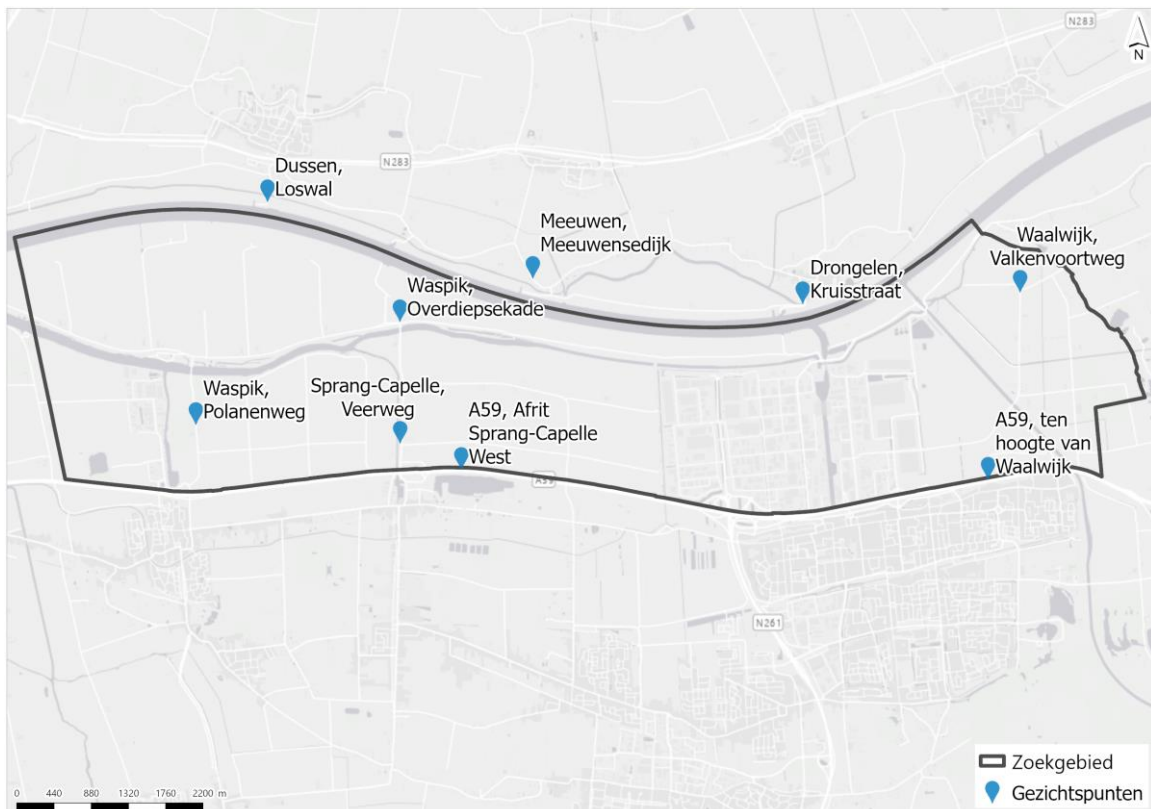 N283
N
N283
Dussen,
Loswal
Meeuwen,
Meeuwensedijk
Waalwijk,
Valkenvoortweg
Drongelen,
Kruisstraat
Waspik,
Overdiepsekade
Waspik,
Polanenweg
Sprang-Capelle,
Veerweg
A59, Afrit
Sprang-Capelle
West
A59, ten
hoogte van
Waalwijk
A59
N261
Zoekgebied
Gezichtspunten
0 440 880 1320 1760 2200 m